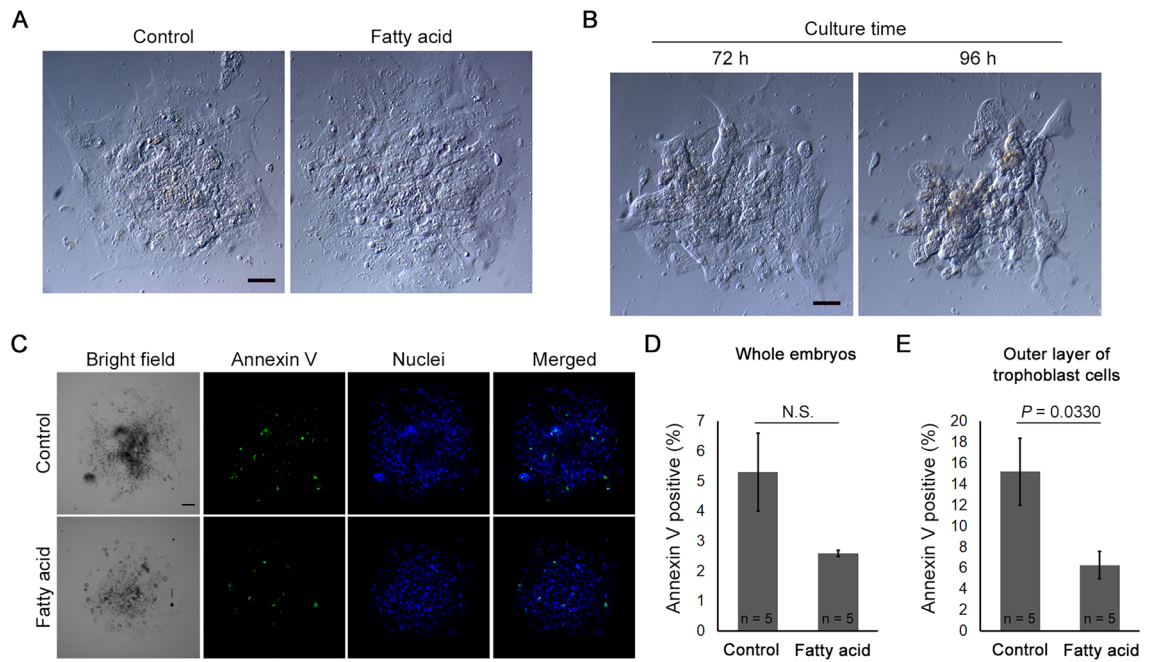 A
Control
Fatty acid
B
Culture time
72 h
96 h
C
Bright field
Annexin V
Nuclei
Merged
Control
Fatty acid
D
Whole embryos
N.S.
Annexin V positive (%)
7
6
5
4
3
2
1
0
n = 5
n = 5
Control
Fatty acid
E
Outer layer of
trophoblast cells
P = 0.0330
Annexin V positive (%)
20
18
16
14
12
10
8
6
4
2
0
n = 5
n = 5
Control
Fatty acid